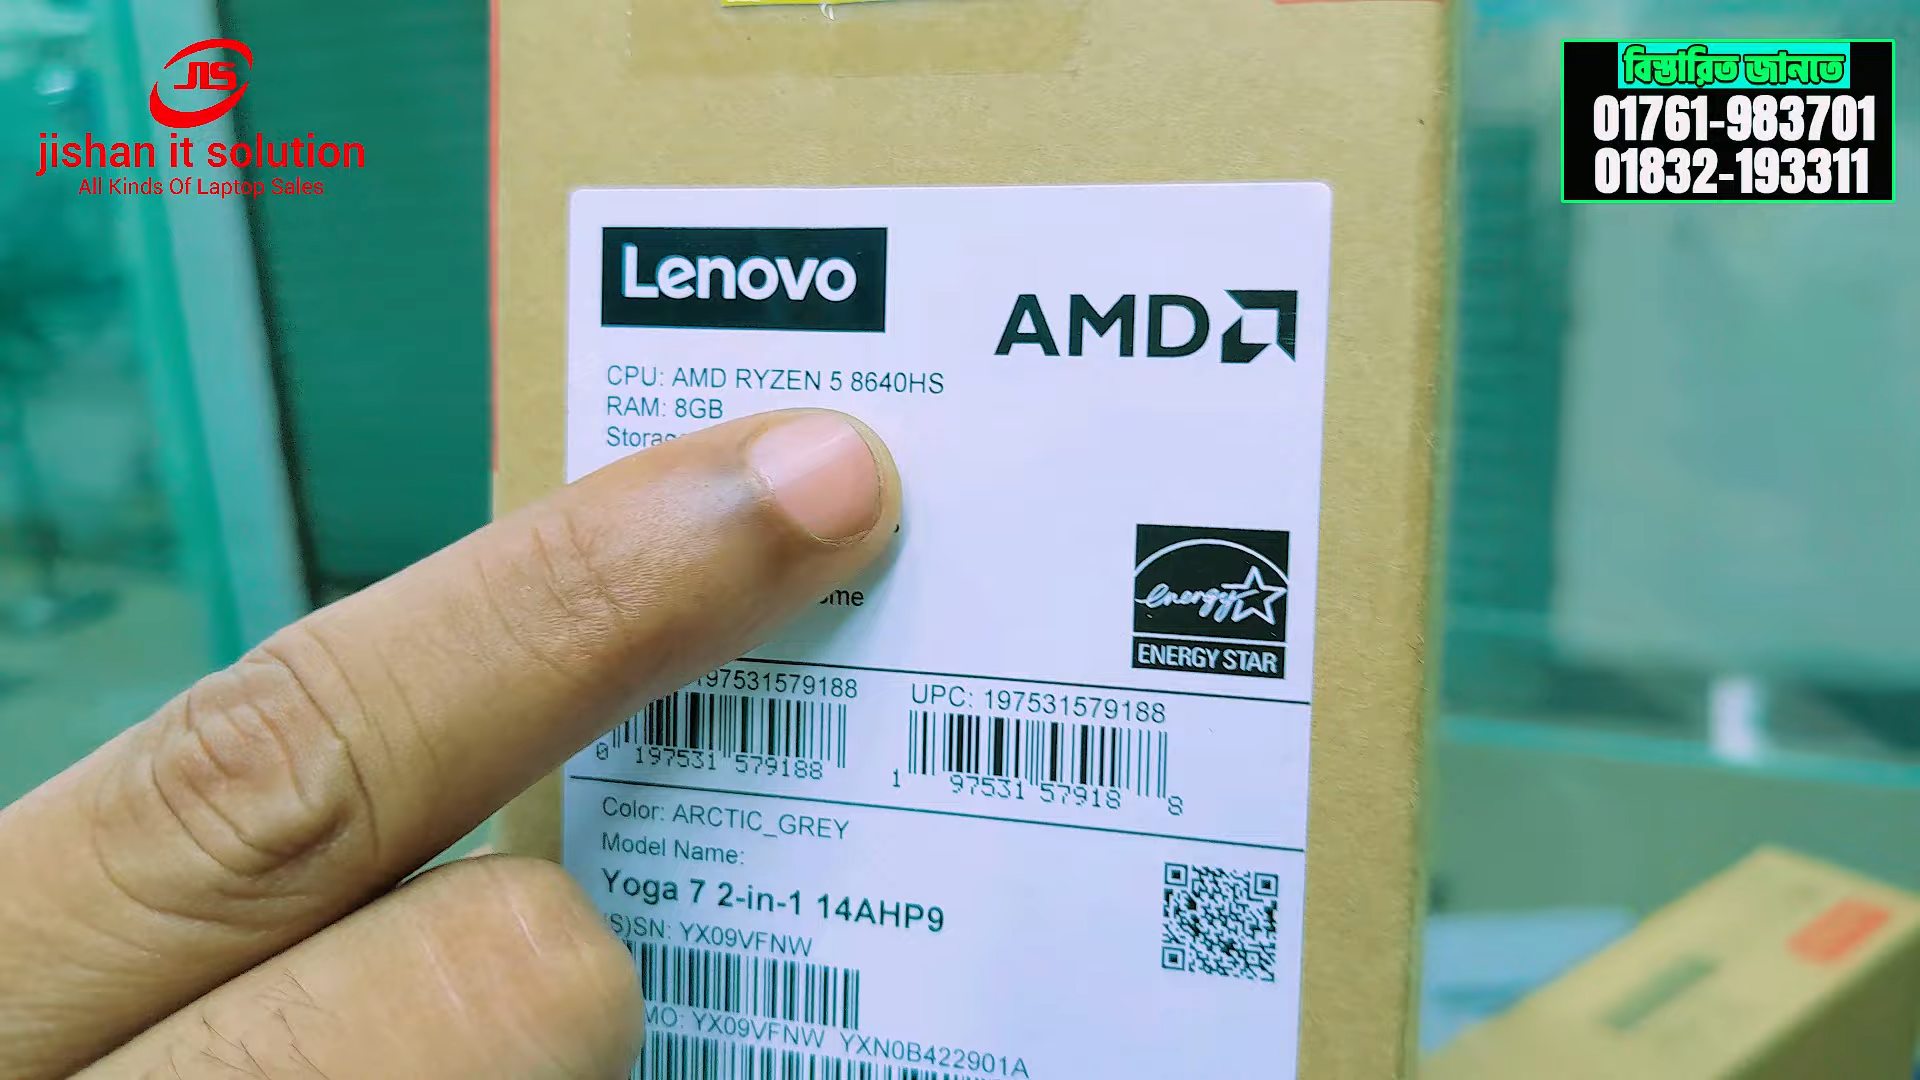 JIS
jishan it solution
All Kinds Of Laptop Sales
বিস্তারিত জানতে
01761-983701
01832-193311
Lenovo
AMD
CPU: AMD RYZEN 5 8640HS
RAM: 8GB
energy
ENERGY STAR
197531579188
UPC: 197531579188
0 197531 579188
1 97531 57918 8
Color: ARCTIC_GREY
Model Name:
Yoga 7 2-in-1 14AHP9
(S)SN: YX09VFNW
MO: YX09VFNW YXN0B422901A